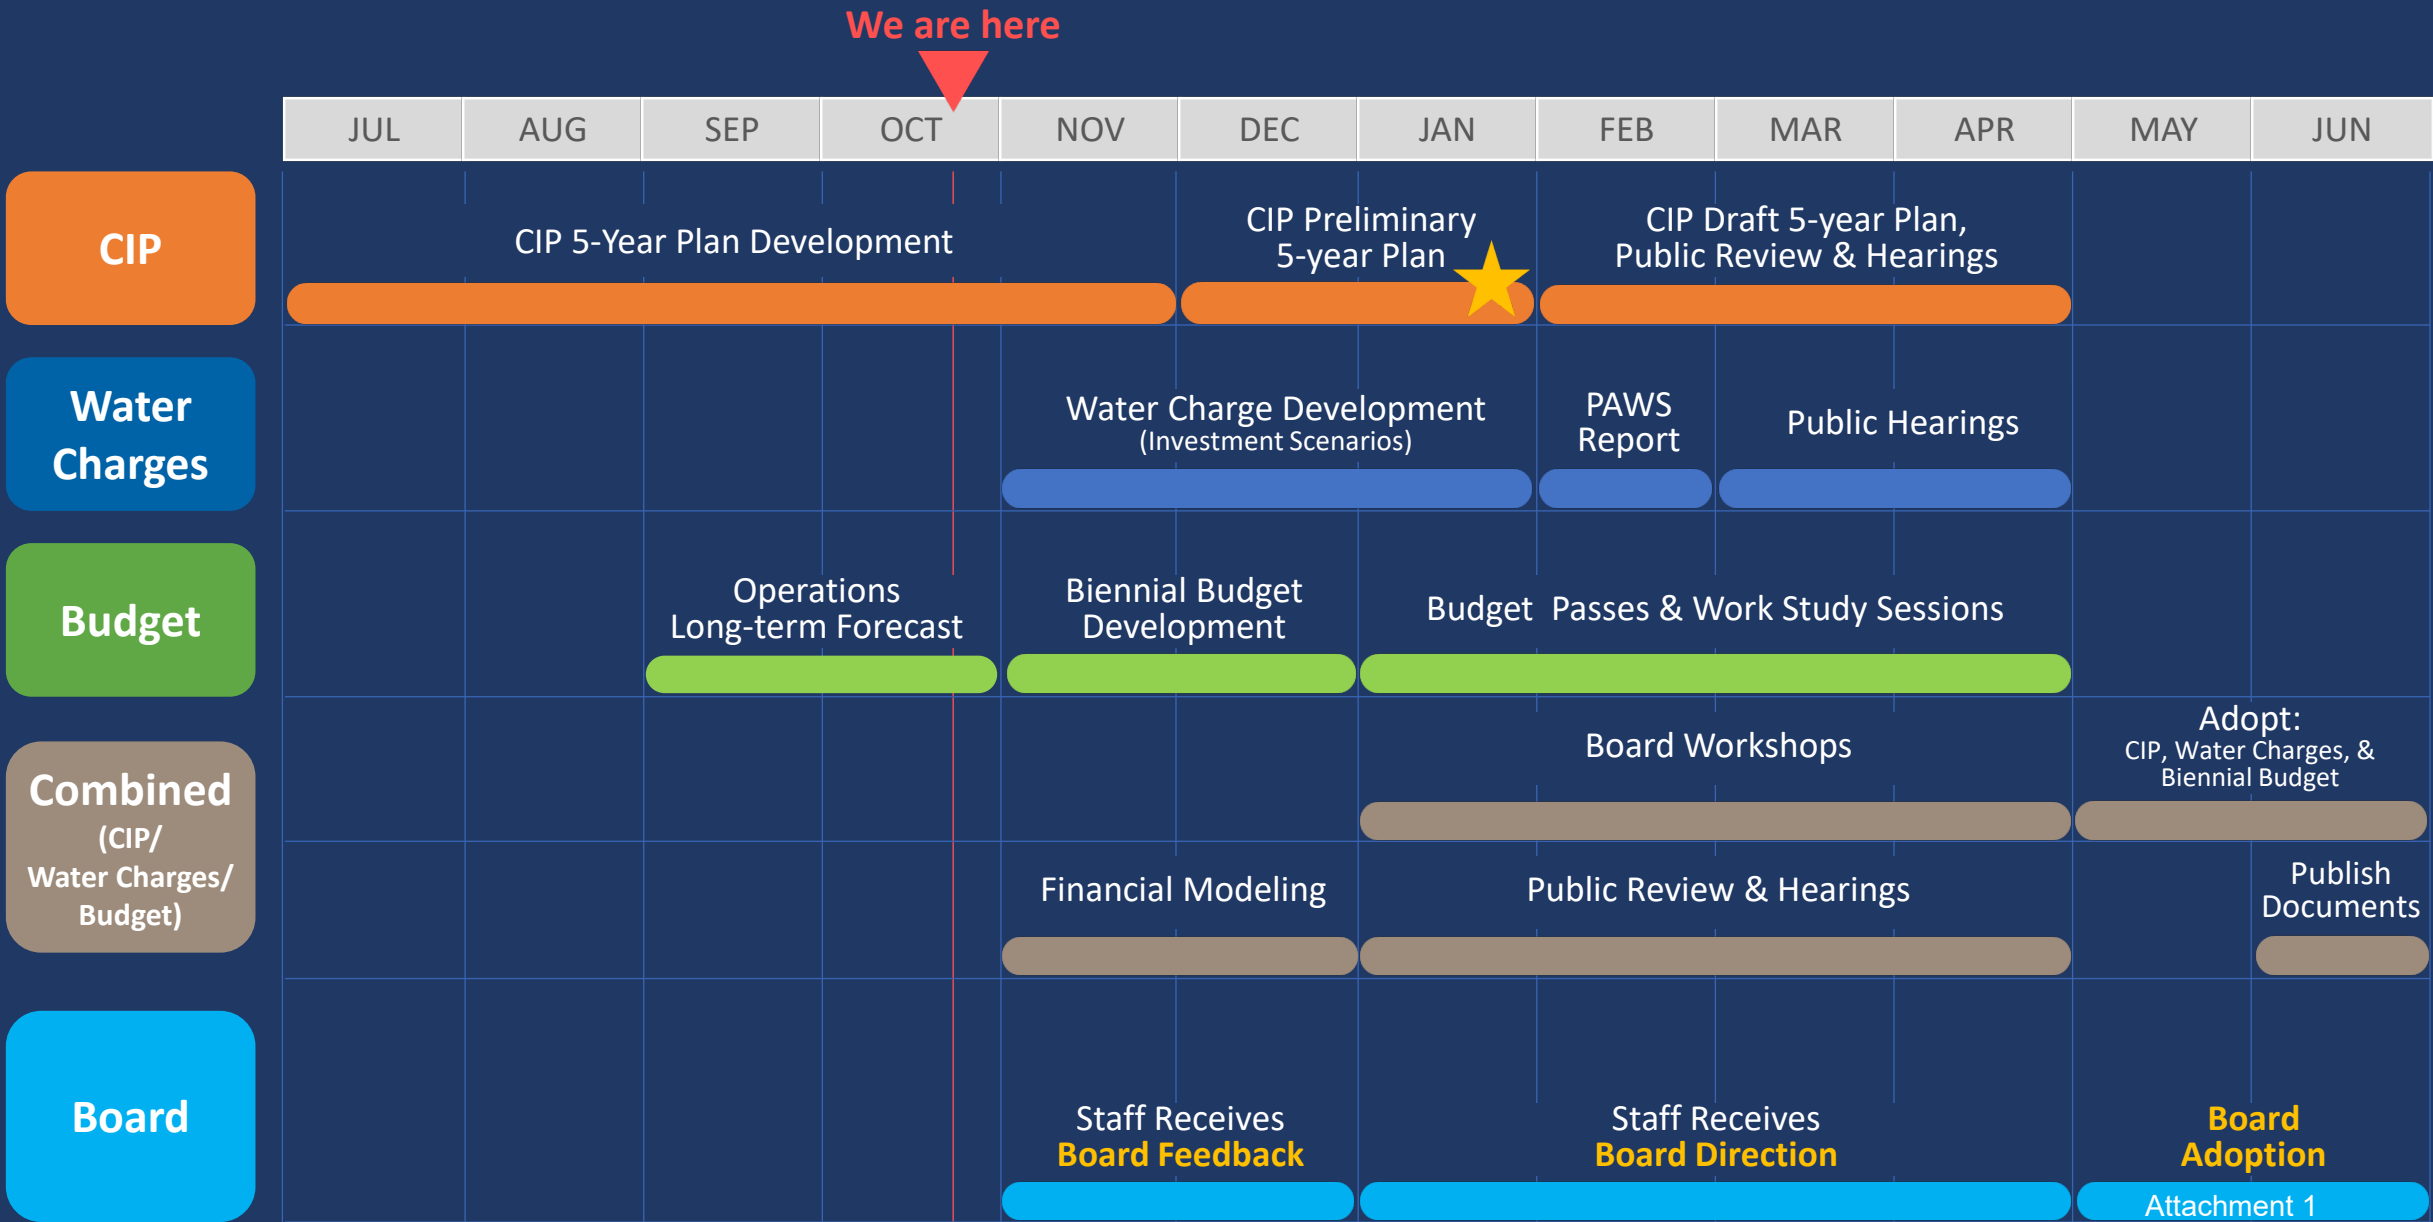 We are here
JUL AUG SEP OCT NOV DEC JAN FEB MAR APR MAY JUN
CIP
CIP 5-Year Plan Development
CIP Preliminary
5-year Plan
CIP Draft 5-year Plan,
Public Review & Hearings
Water
Charges
Water Charge Development
(Investment Scenarios)
PAWS
Report
Public Hearings
Budget
Operations
Long-term Forecast
Biennial Budget
Development
Budget Passes & Work Study Sessions
Combined
(CIP/
Water Charges/
Budget)
Board Workshops
Adopt:
CIP, Water Charges, &
Biennial Budget
Financial Modeling
Public Review & Hearings
Publish
Documents
Board
Staff Receives
Board Feedback
Staff Receives
Board Direction
Board
Adoption
Attachment 1